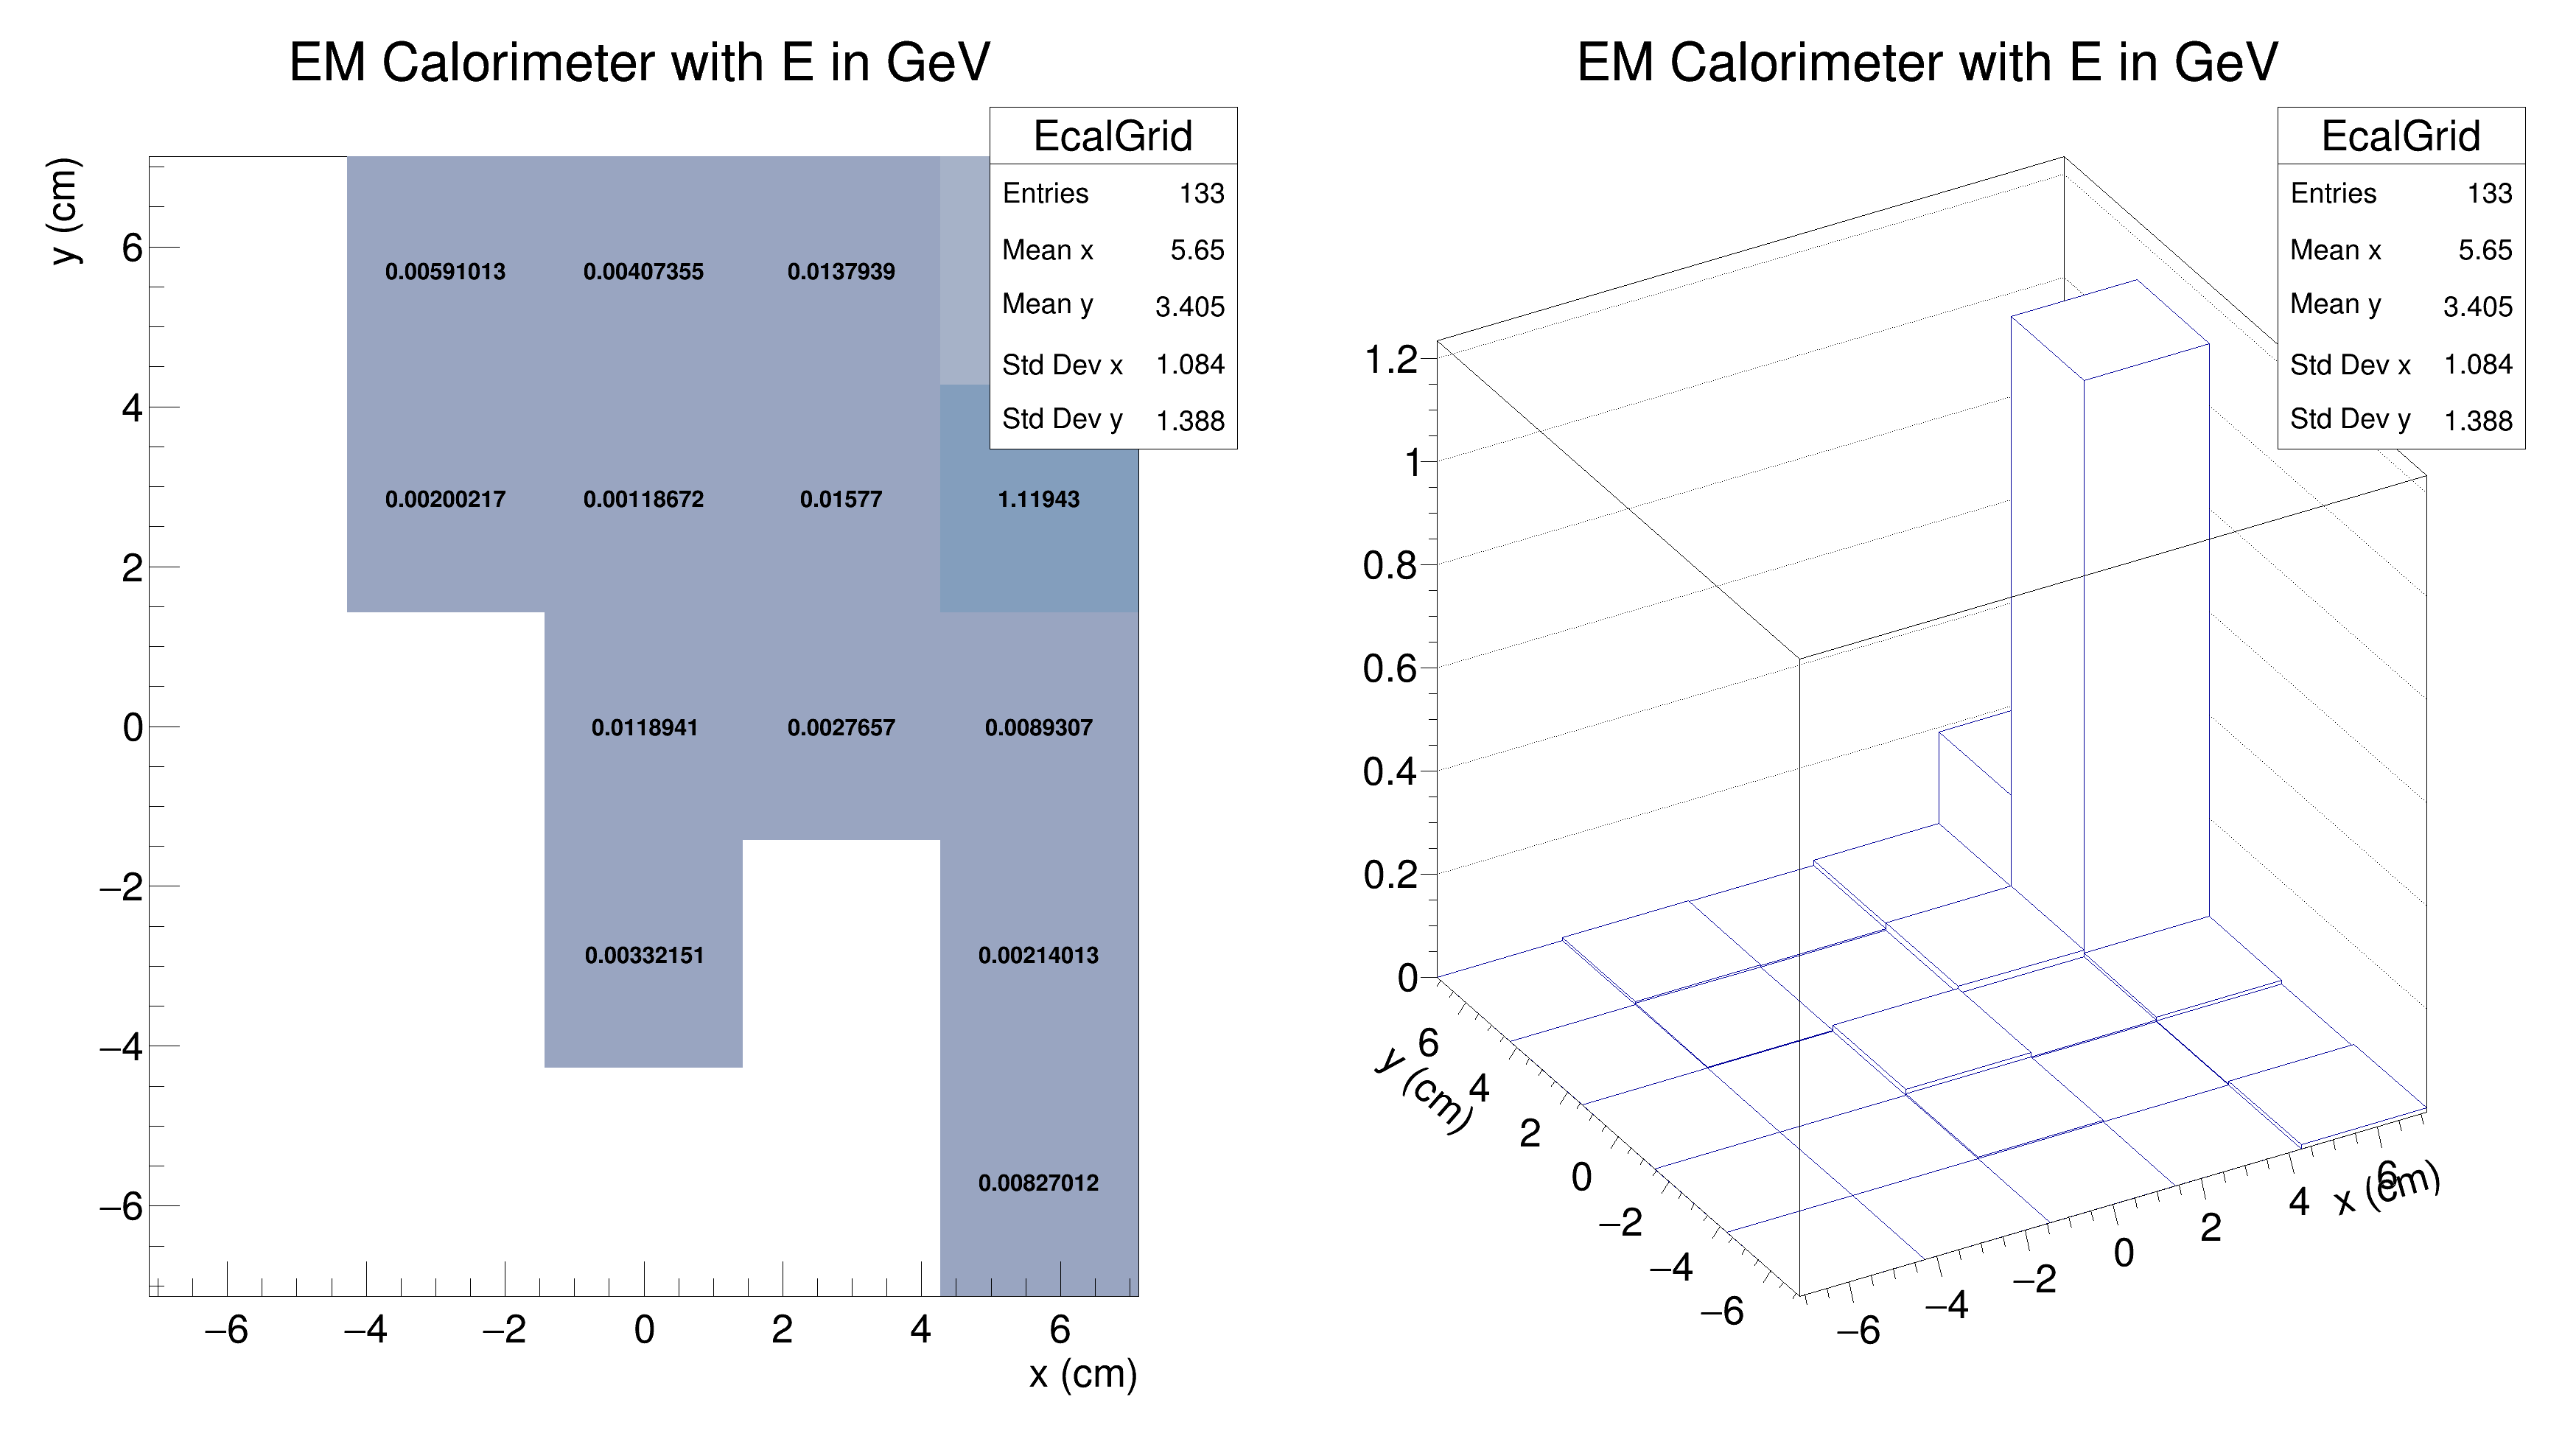 EM Calorimeter with E in GeV
EcalGrid
Entries 133
Mean x 5.65
Mean y 3.405
Std Dev x 1.084
Std Dev y 1.388
y (cm)
6
4
2
0
−2
−4
−6
0.00591013 0.00407355 0.0137939
0.00200217 0.00118672 0.01577 1.11943
0.0118941 0.0027657 0.0089307
0.00332151 0.00214013
0.00827012
−6 −4 −2 0 2 4 6
x (cm)
EM Calorimeter with E in GeV
EcalGrid
Entries 133
Mean x 5.65
Mean y 3.405
Std Dev x 1.084
Std Dev y 1.388
1.2
1
0.8
0.6
0.4
0.2
0
6
4
2
0
−2
−4
−6
y (cm)
−6 −4 −2 0 2 4 6
x (cm)